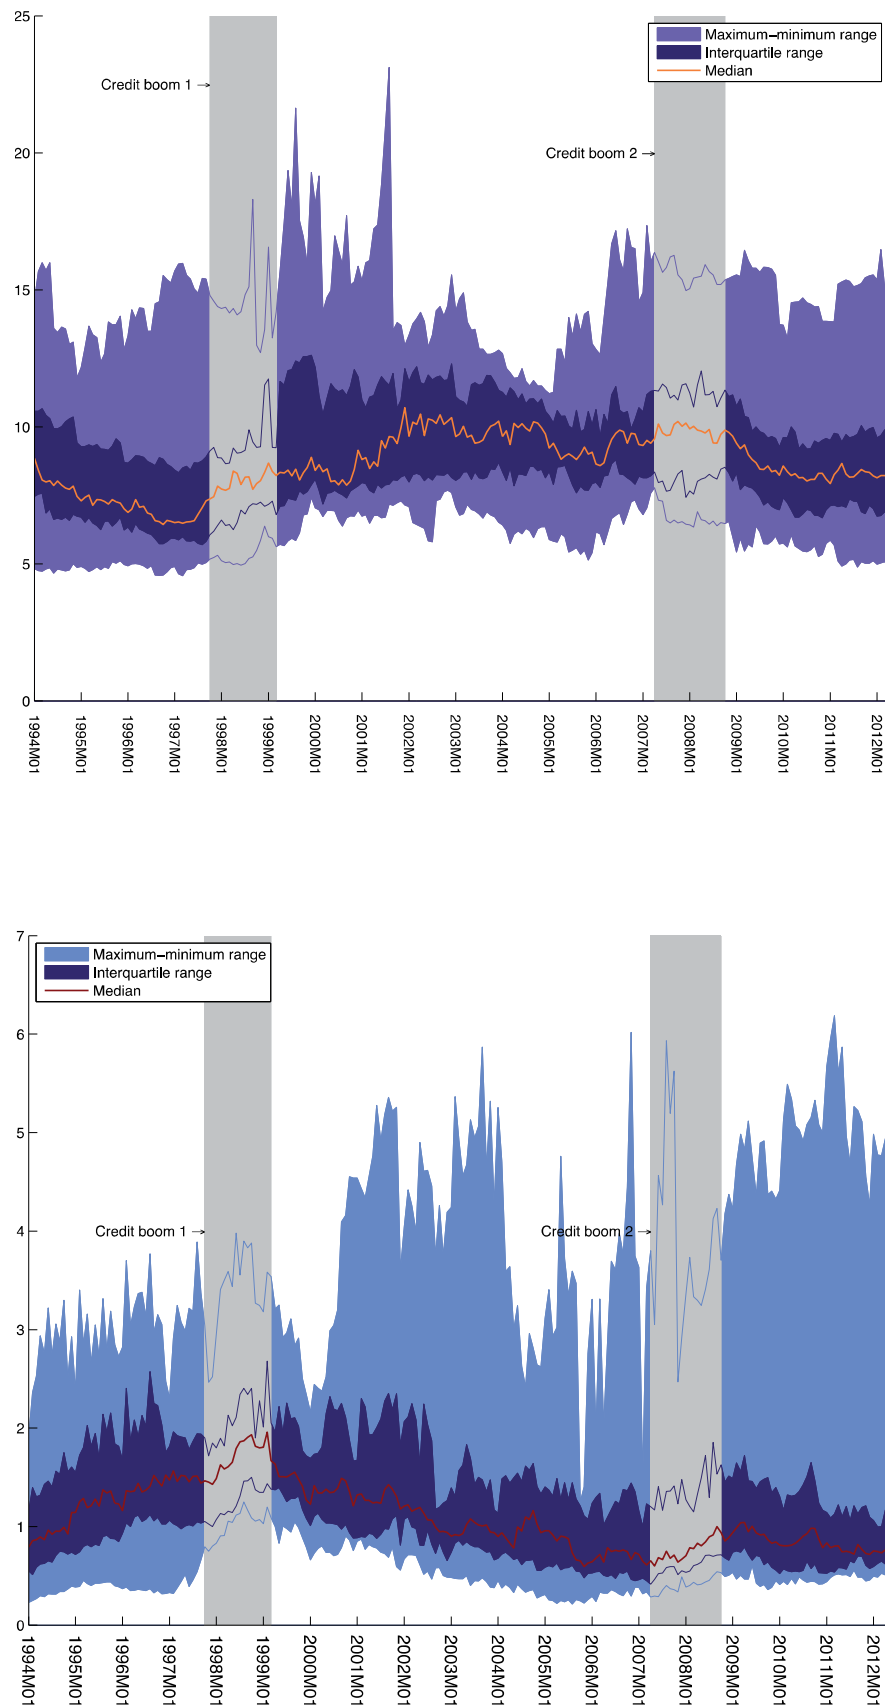 25
Maximum−minimum range
Interquartile range
Median
Credit boom 1
20
Credit boom 2
15
10
5
0
1994M01
1995M01
1996M01
1997M01
1998M01
1999M01
2000M01
2001M01
2002M01
2003M01
2004M01
2005M01
2006M01
2007M01
2008M01
2009M01
2010M01
2011M01
2012M01
7
Maximum−minimum range
Interquartile range
Median
6
5
4
Credit boom 1
Credit boom 2
3
2
1
0
1994M01
1995M01
1996M01
1997M01
1998M01
1999M01
2000M01
2001M01
2002M01
2003M01
2004M01
2005M01
2006M01
2007M01
2008M01
2009M01
2010M01
2011M01
2012M01